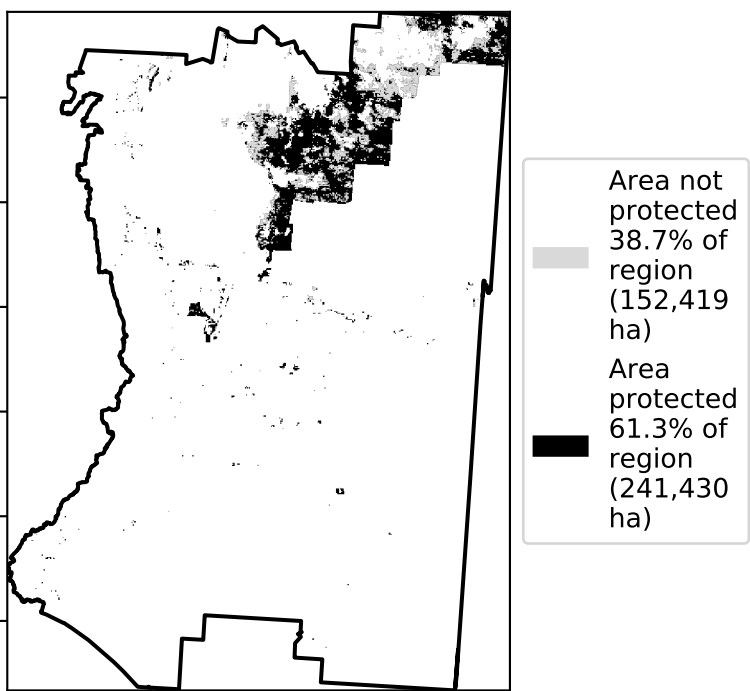 Area not
protected
38.7% of
region
(152,419
ha)
Area
protected
61.3% of
region
(241,430
ha)